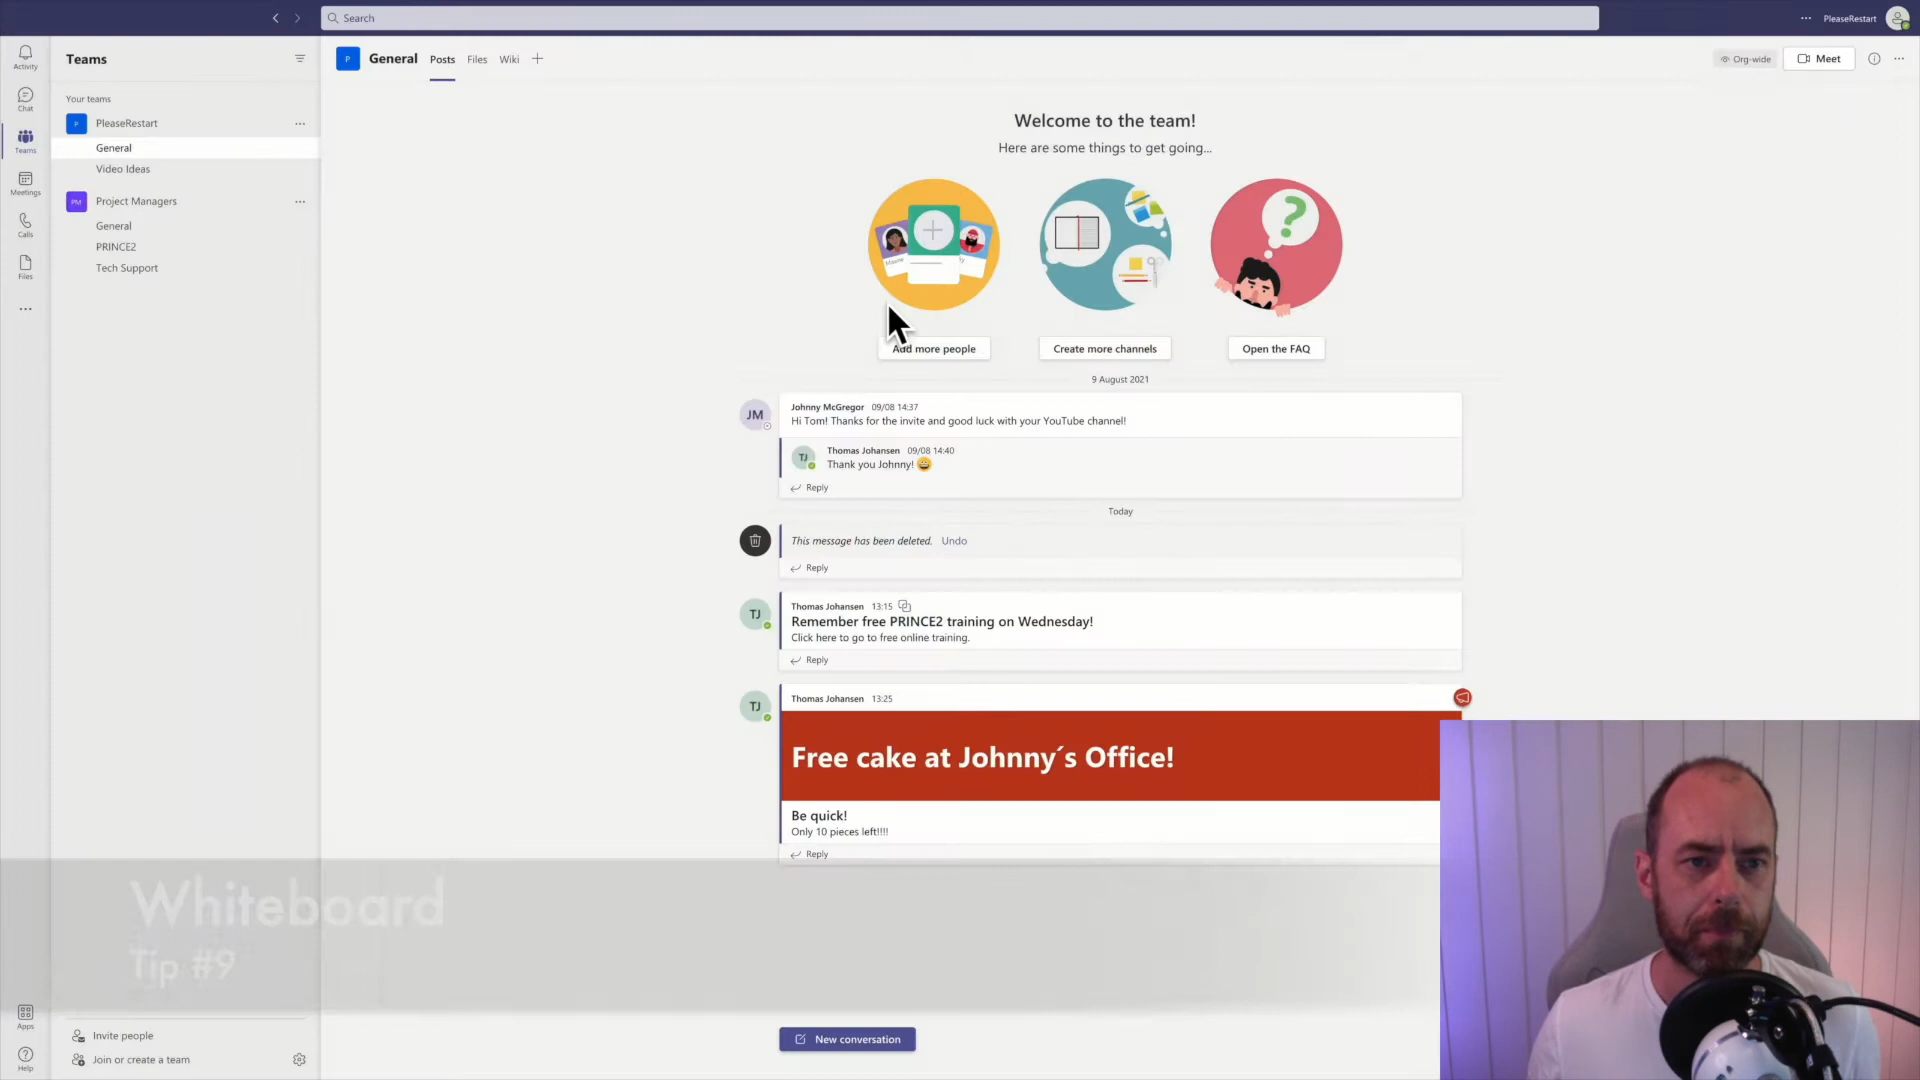 Search
PleaseRestart
Activity
Chat
Teams
Meetings
Calls
Files
Apps
Help
Teams
Your teams
P
PleaseRestart
General
Video Ideas
PM
Project Managers
General
PRINCE2
Tech Support
Invite people
Join or create a team
P
General
Posts
Files
Wiki
Org-wide
Meet
Welcome to the team!
Here are some things to get going...
Maxine
Add more people
Create more channels
Open the FAQ
9 August 2021
JM
Johnny McGregor 09/08 14:37
Hi Tom! Thanks for the invite and good luck with your YouTube channel!
TJ
Thomas Johansen 09/08 14:40
Thank you Johnny! 😀
Reply
Today
This message has been deleted. Undo
Reply
TJ
Thomas Johansen 13:15
Remember free PRINCE2 training on Wednesday!
Click here to go to free online training.
Reply
TJ
Thomas Johansen 13:25
Free cake at Johnny´s Office!
Be quick!
Only 10 pieces left!!!!
Reply
Whiteboard
Tip #9
New conversation